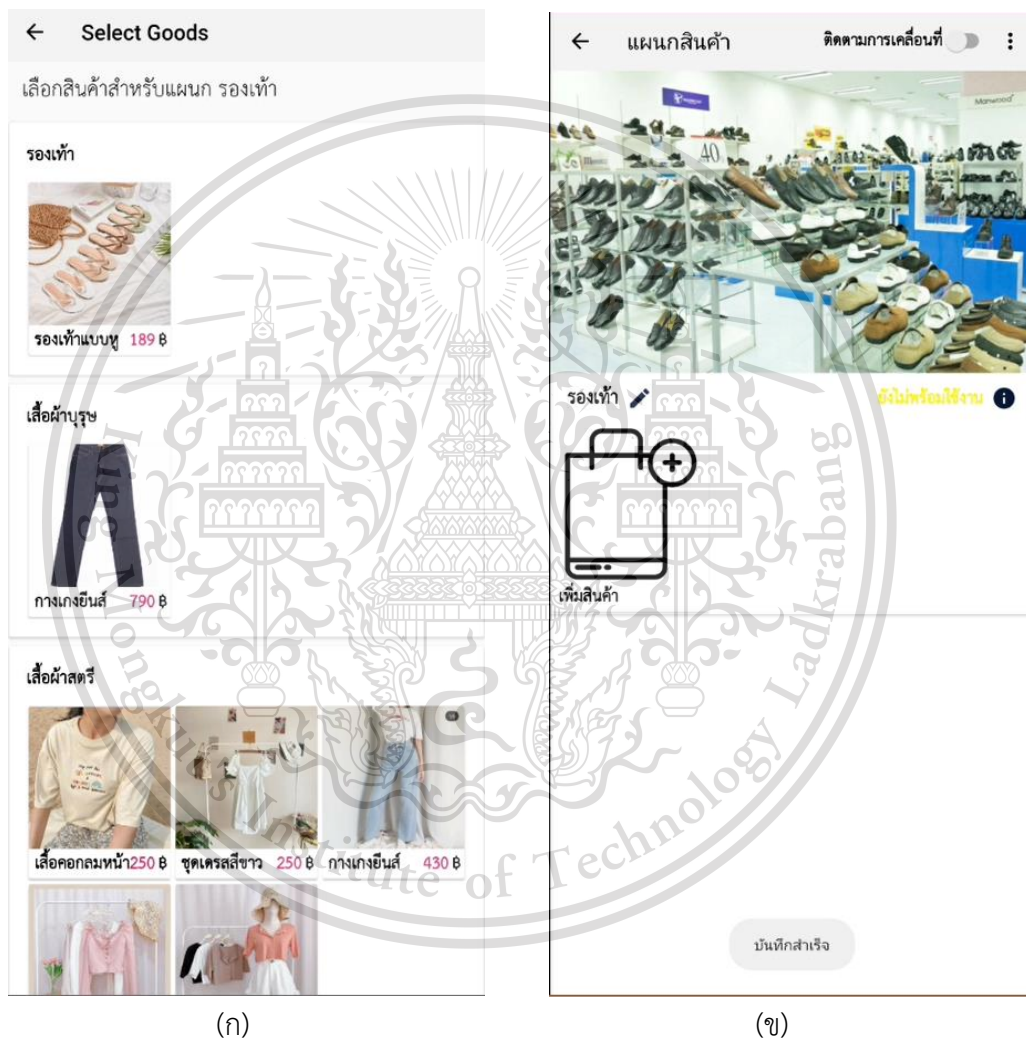 Select Goods
เลือกสินค้าสำหรับแผนก รองเท้า
รองเท้า
รองเท้าแบบหู 189 ฿
เสื้อผ้าบุรุษ
กางเกงยีนส์ 790 ฿
เสื้อผ้าสตรี
เสื้อคอกลมหน้า250 ฿ ชุดเดรสสีขาว 250 ฿ กางเกงยีนส์ 430 ฿
(ก)
แผนกสินค้า ติดตามการเคลื่อนที่
Manwood
40
รองเท้า ยังไม่พร้อมใช้งาน
เพิ่มสินค้า
บันทึกสำเร็จ
(ข)
King Mongkut's Institute of Technology Ladkrabang